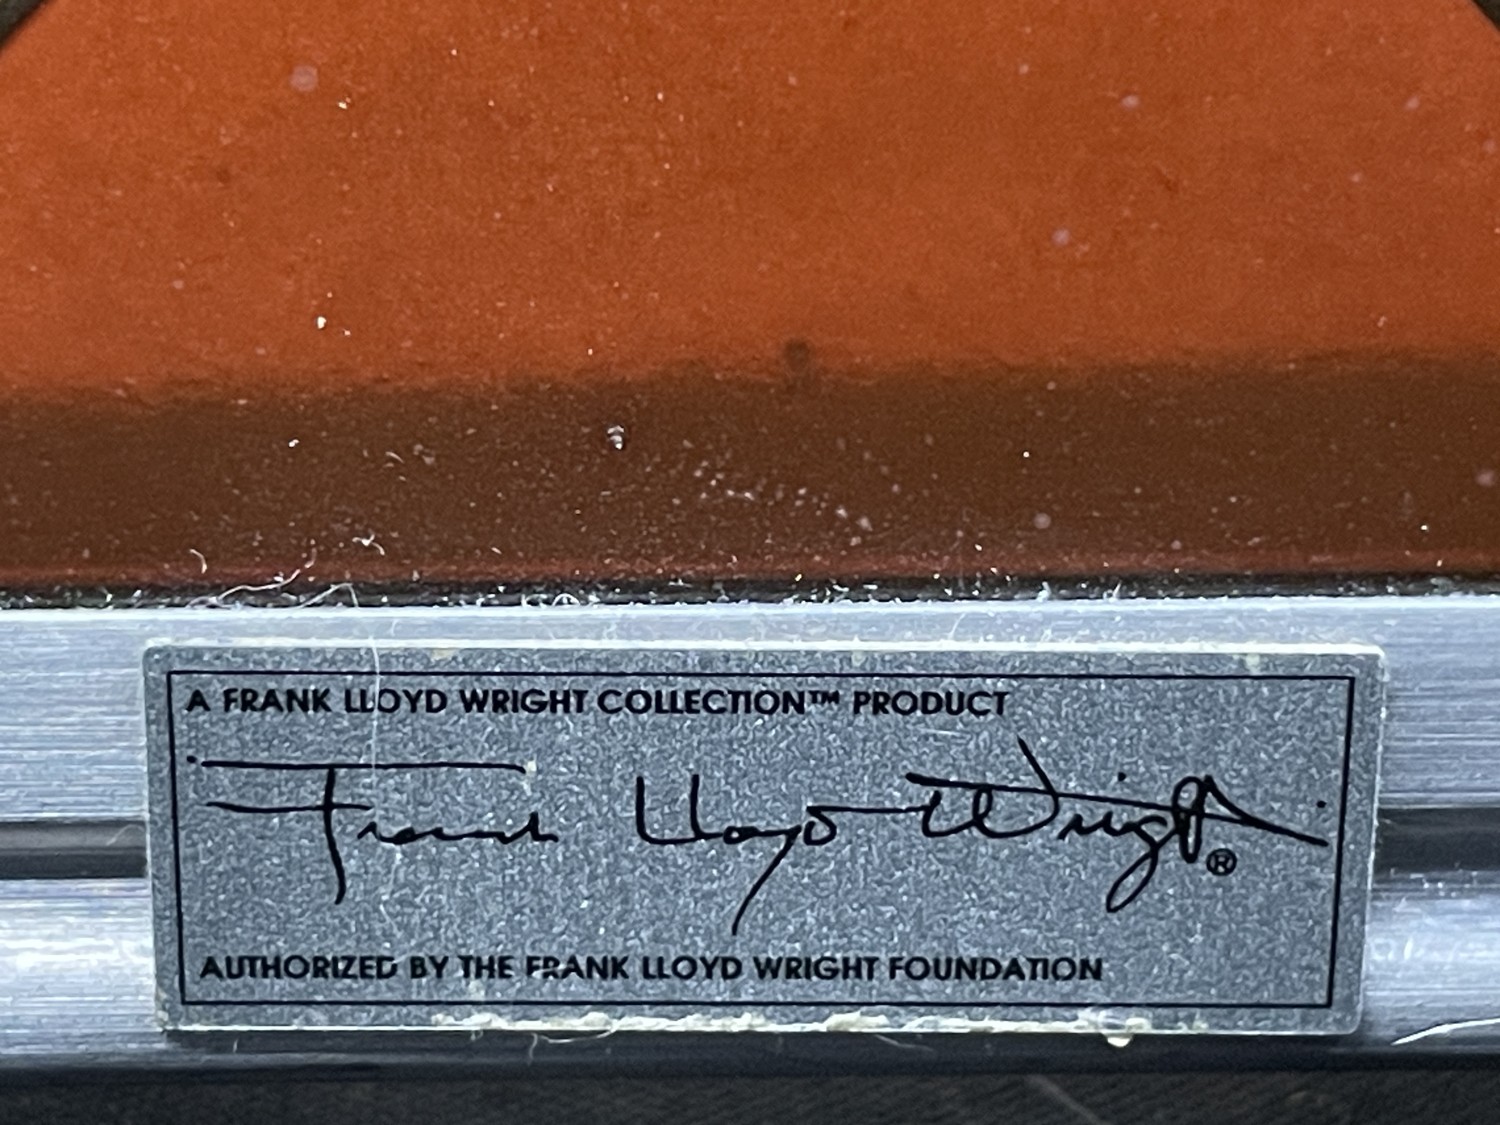 A FRANK LLOYD WRIGHT COLLECTION™ PRODUCT
Frank Lloyd Wright ®
AUTHORIZED BY THE FRANK LLOYD WRIGHT FOUNDATION